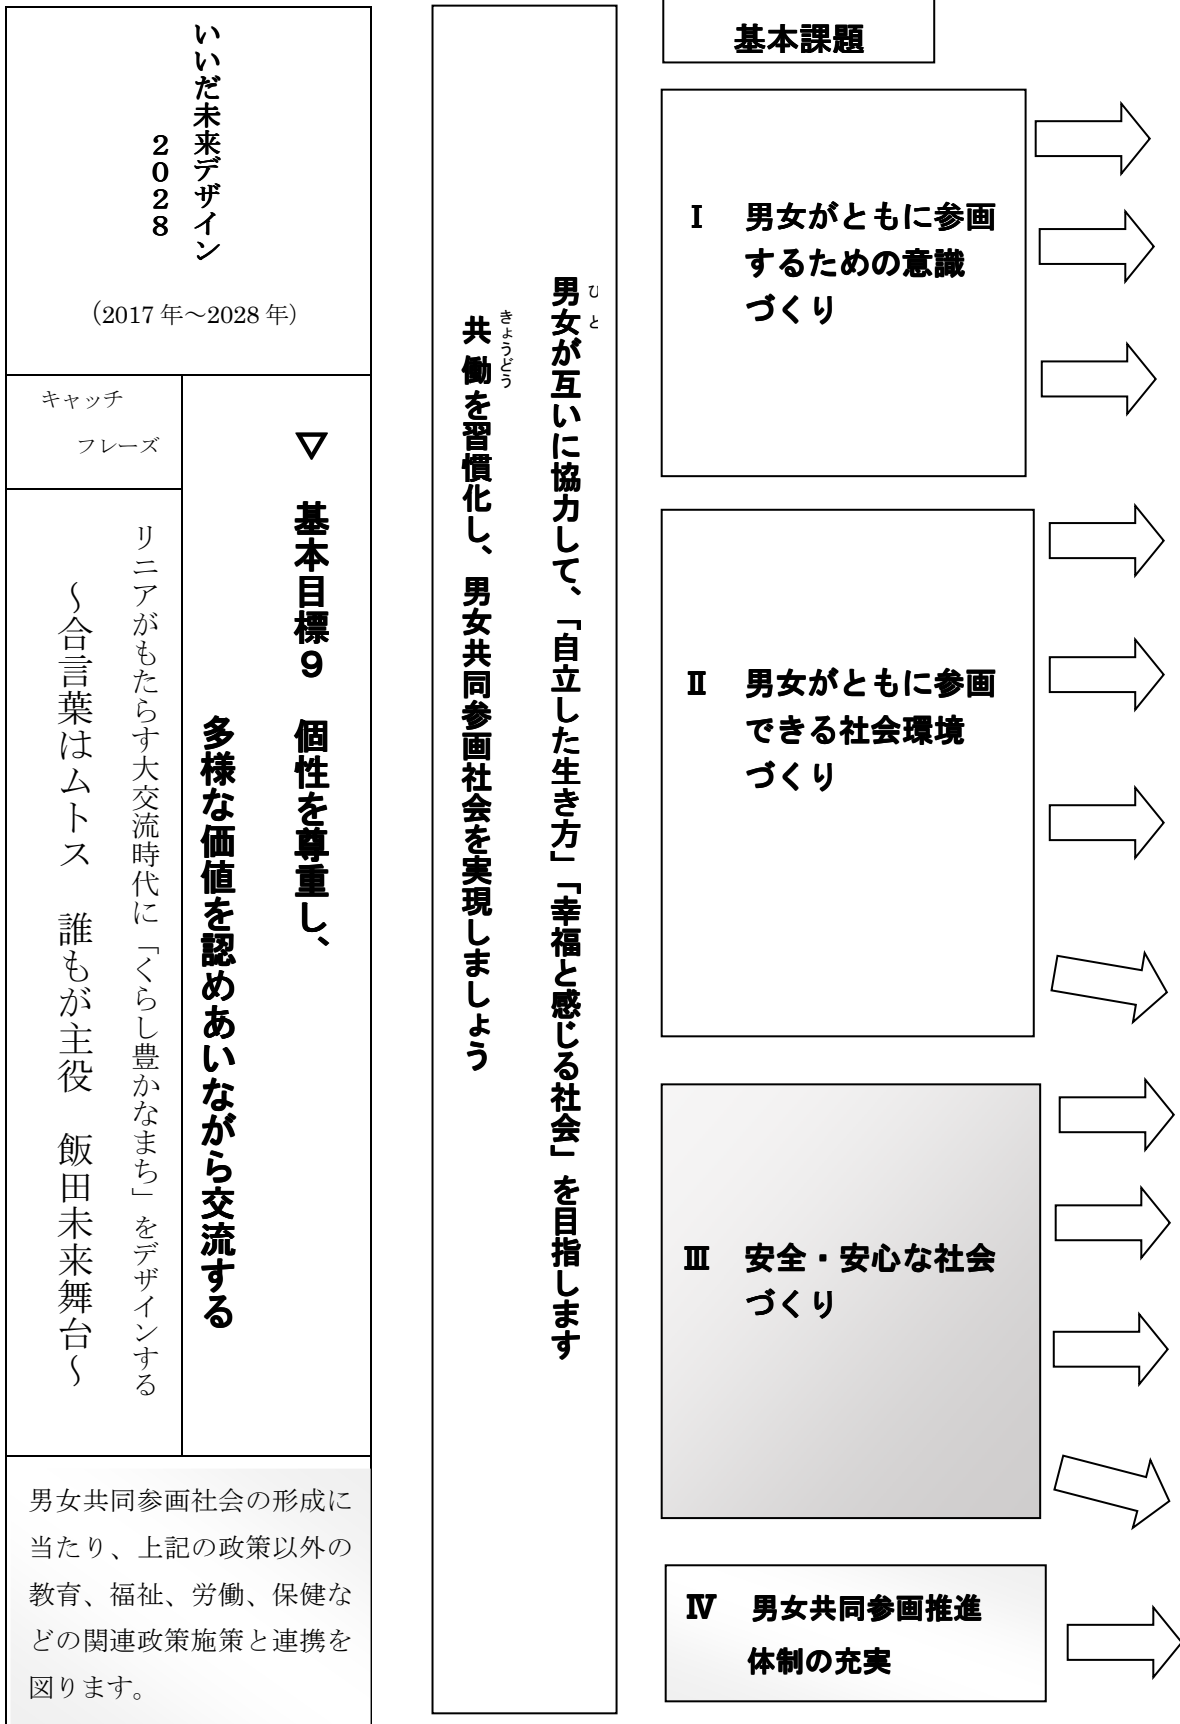 いいだ未来デザイン
２０２８
（2017 年～2028 年）
キャッチ
フレーズ
▽　基本目標９　個性を尊重し、
多様な価値を認めあいながら交流する
リニアがもたらす大交流時代に「くらし豊かなまち」をデザインする
～合言葉はムトス　誰もが主役　飯田未来舞台～
男女共同参画社会の形成に
当たり、上記の政策以外の
教育、福祉、労働、保健な
どの関連政策施策と連携を
図ります。
ひと
男女が互いに協力して、「自立した生き方」「幸福と感じる社会」を目指します
きょうどう
共働を習慣化し、男女共同参画社会を実現しましょう
基本課題
Ⅰ　男女がともに参画
するための意識
づくり
Ⅱ　男女がともに参画
できる社会環境
づくり
Ⅲ　安全・安心な社会
づくり
Ⅳ　男女共同参画推進
体制の充実